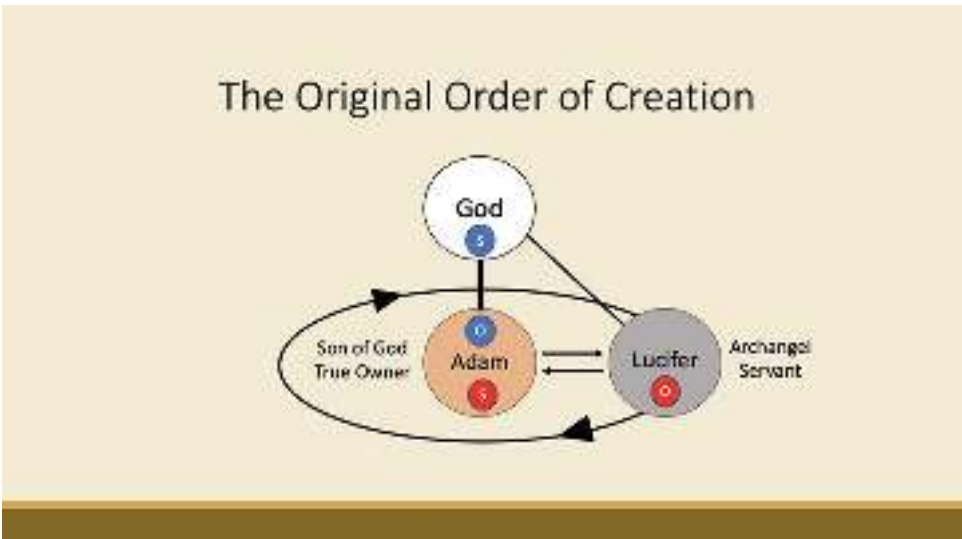 The Original Order of Creation
God
S
O
Son of God
True Owner
Adam
Lucifer
Archangel
Servant
S
O